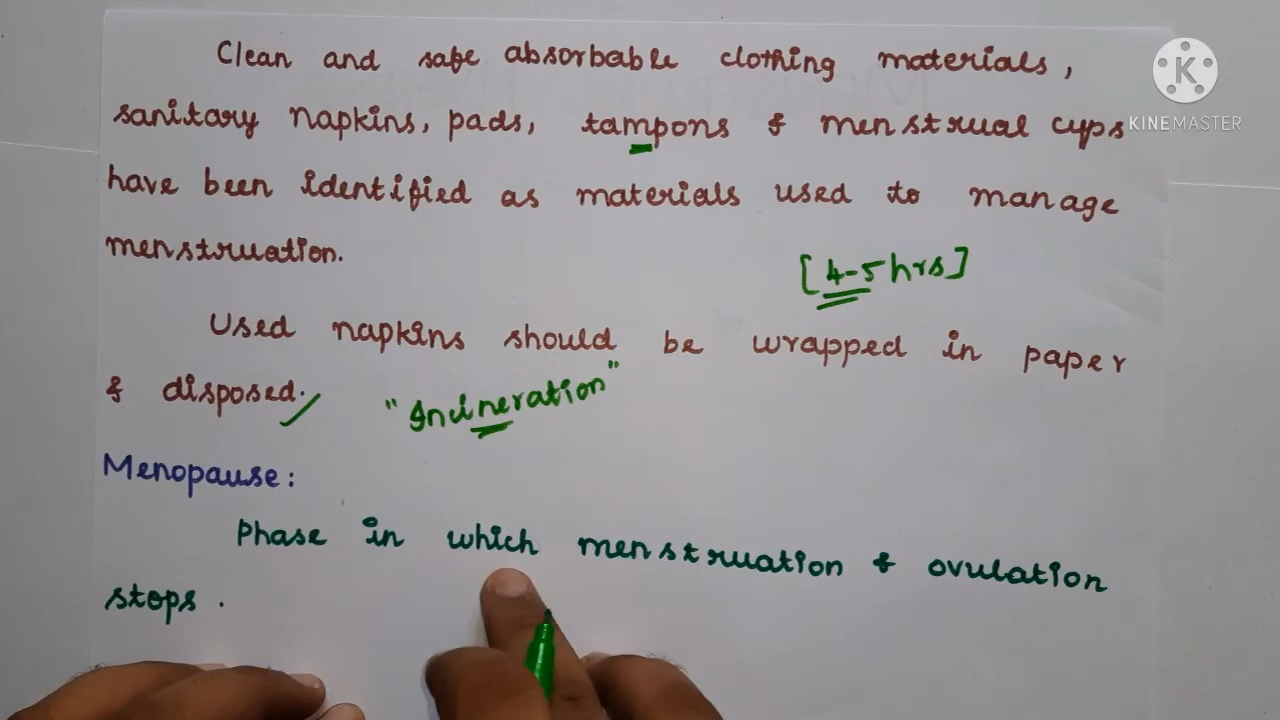 Clean and safe absorbable clothing materials,
sanitary napkins, pads, tampons & menstrual cups
have been identified as materials used to manage
menstruation.
[4-5 hrs]
Used napkins should be wrapped in paper
& disposed.
"Incineration"
Menopause:
Phase in which menstruation & ovulation
stops.
K
KINEMASTER